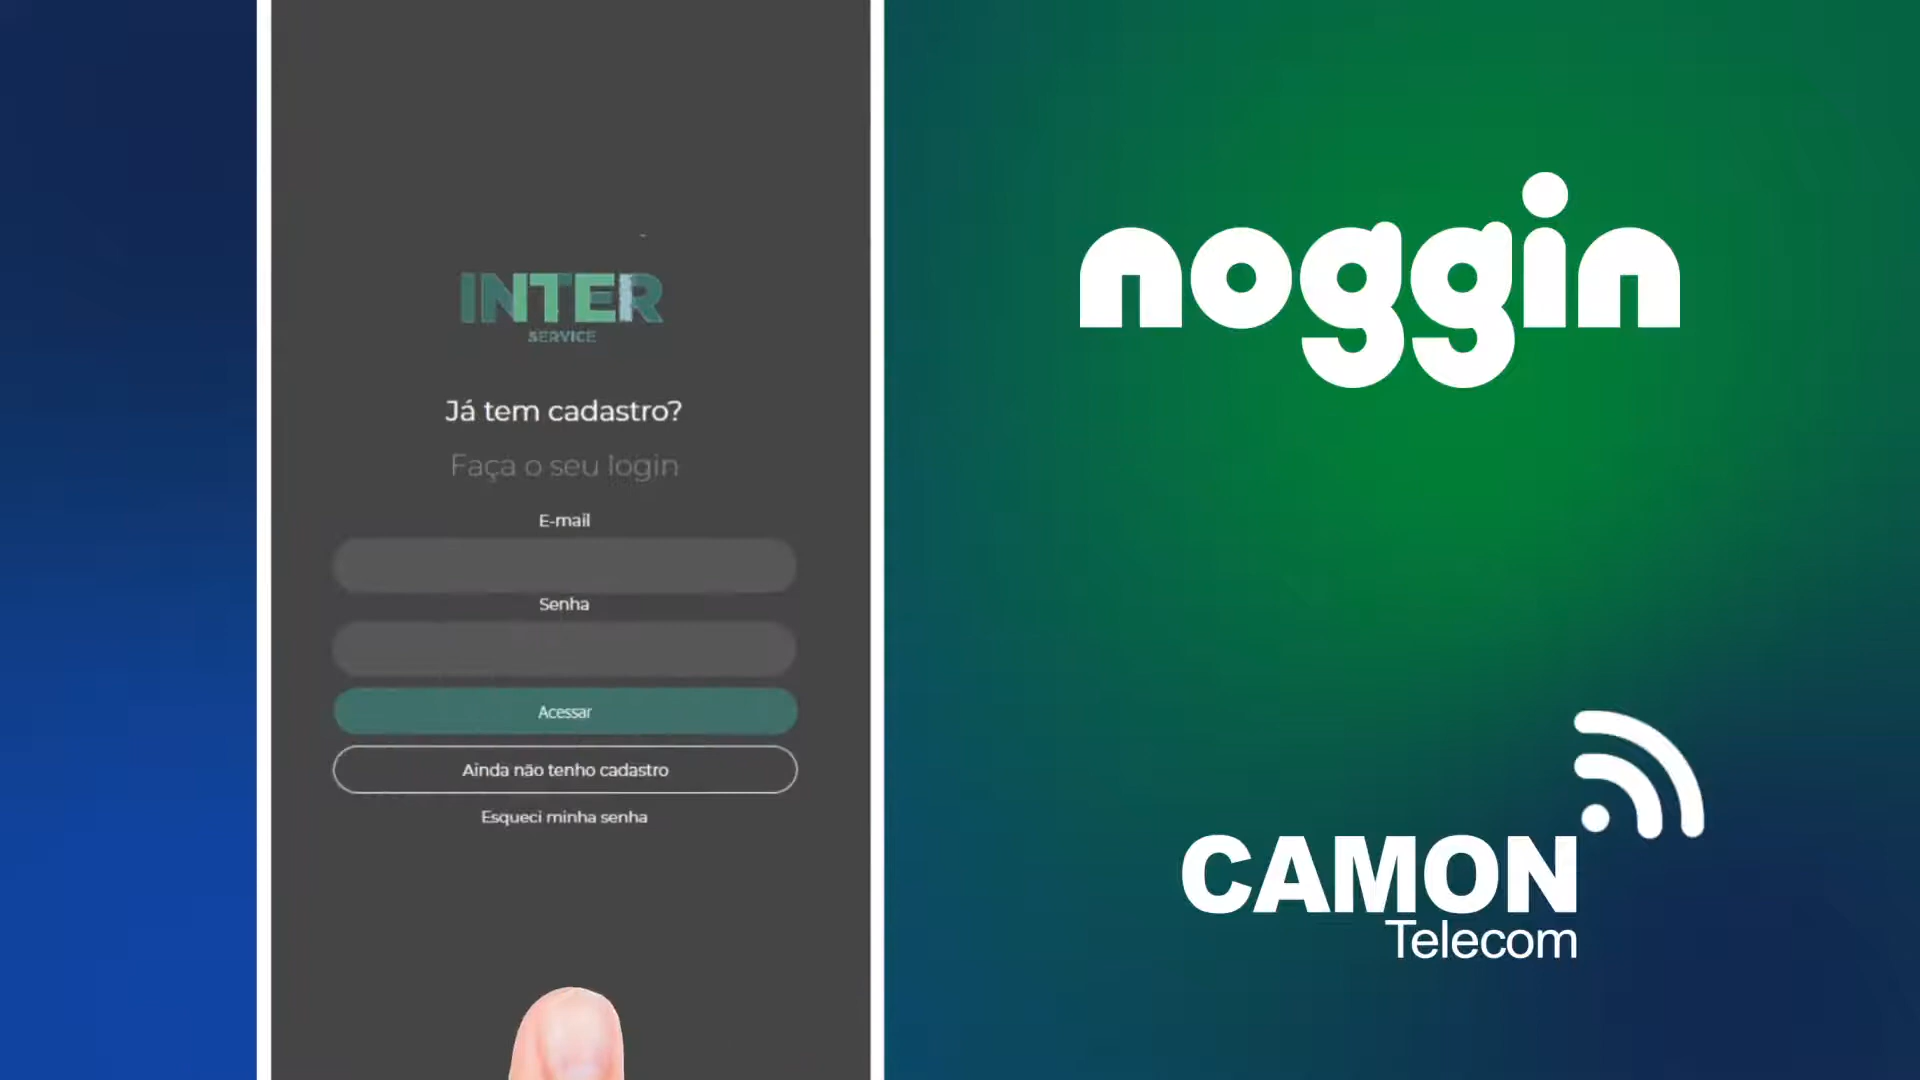 INTER
SERVICE
Já tem cadastro?
Faça o seu login
E-mail
Senha
Acessar
Ainda não tenho cadastro
Esqueci minha senha
noggin
CAMON
Telecom